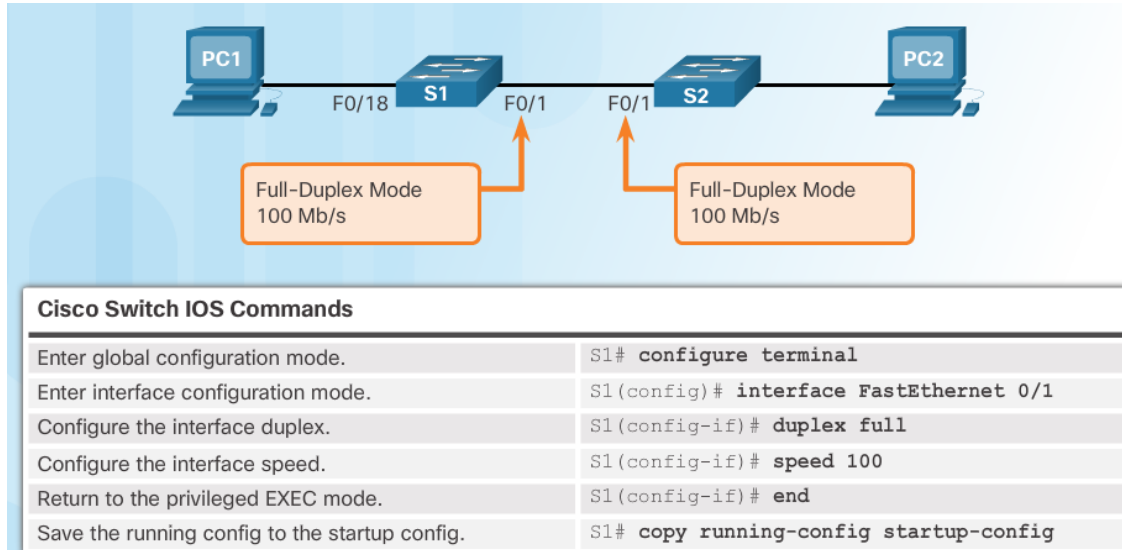 PC1
PC2
S1
S2
F0/18
F0/1
F0/1
Full-Duplex Mode
100 Mb/s
Full-Duplex Mode
100 Mb/s
Cisco Switch IOS Commands
Enter global configuration mode. S1# configure terminal
Enter interface configuration mode. S1(config)# interface FastEthernet 0/1
Configure the interface duplex. S1(config-if)# duplex full
Configure the interface speed. S1(config-if)# speed 100
Return to the privileged EXEC mode. S1(config-if)# end
Save the running config to the startup config. S1# copy running-config startup-config